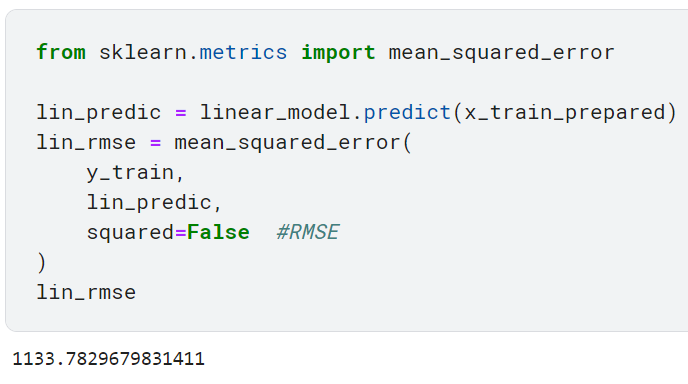 from sklearn.metrics import mean_squared_error
lin_predic = linear_model.predict(x_train_prepared)
lin_rmse = mean_squared_error(
    y_train,
    lin_predic,
    squared=False  #RMSE
)
lin_rmse
1133.7829679831411